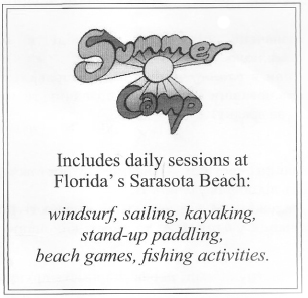 Summer
Camp
Includes daily sessions at
Florida' s Sarasota Beach:
windsurf, sailing, kayaking,
stand-up paddling,
beach games, fishing activities.